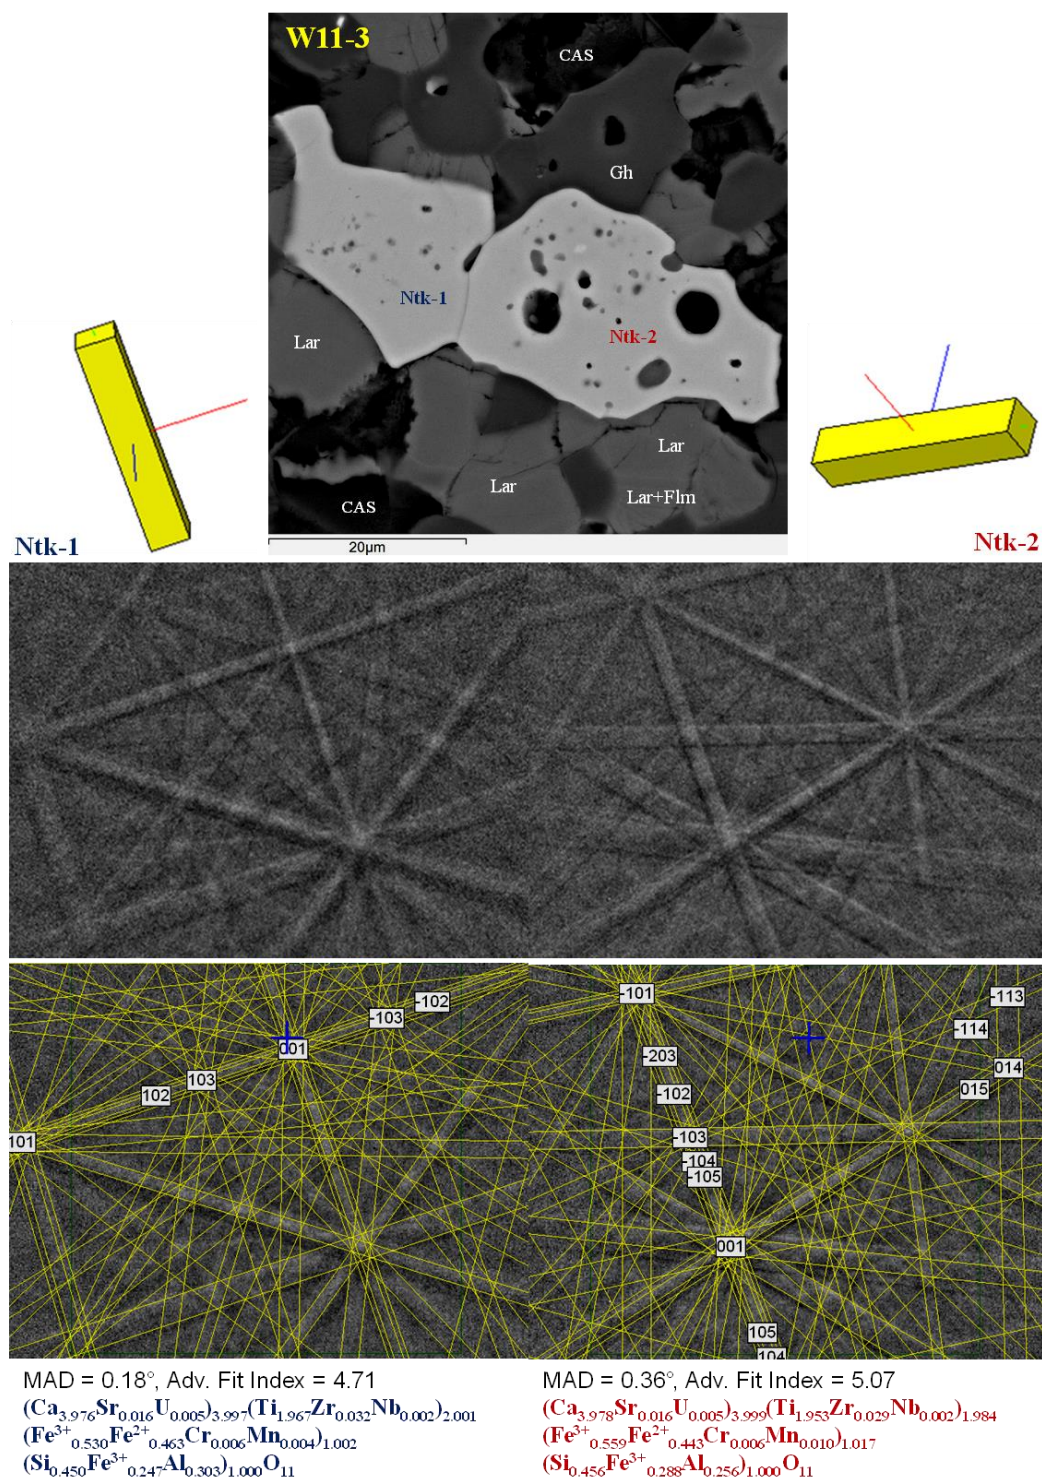 W11-3
CAS
Gh
Ntk-1
Ntk-2
Lar
Lar
Lar
Lar+Flm
CAS
20µm
Ntk-1
Ntk-2
-102
-103
001
103
102
101
-101
-203
-102
-103
-104
-105
001
105
104
-113
-114
014
015
MAD = 0.18°, Adv. Fit Index = 4.71
(Ca3.976Sr0.016U0.005)3.997(Ti1.967Zr0.032Nb0.002)2.001
(Fe3+0.530Fe2+0.463Cr0.006Mn0.004)1.002
(Si0.450Fe3+0.247Al0.303)1.000O11
MAD = 0.36°, Adv. Fit Index = 5.07
(Ca3.978Sr0.016U0.005)3.999(Ti1.953Zr0.029Nb0.002)1.984
(Fe3+0.559Fe2+0.443Cr0.006Mn0.010)1.017
(Si0.456Fe3+0.288Al0.256)1.000O11